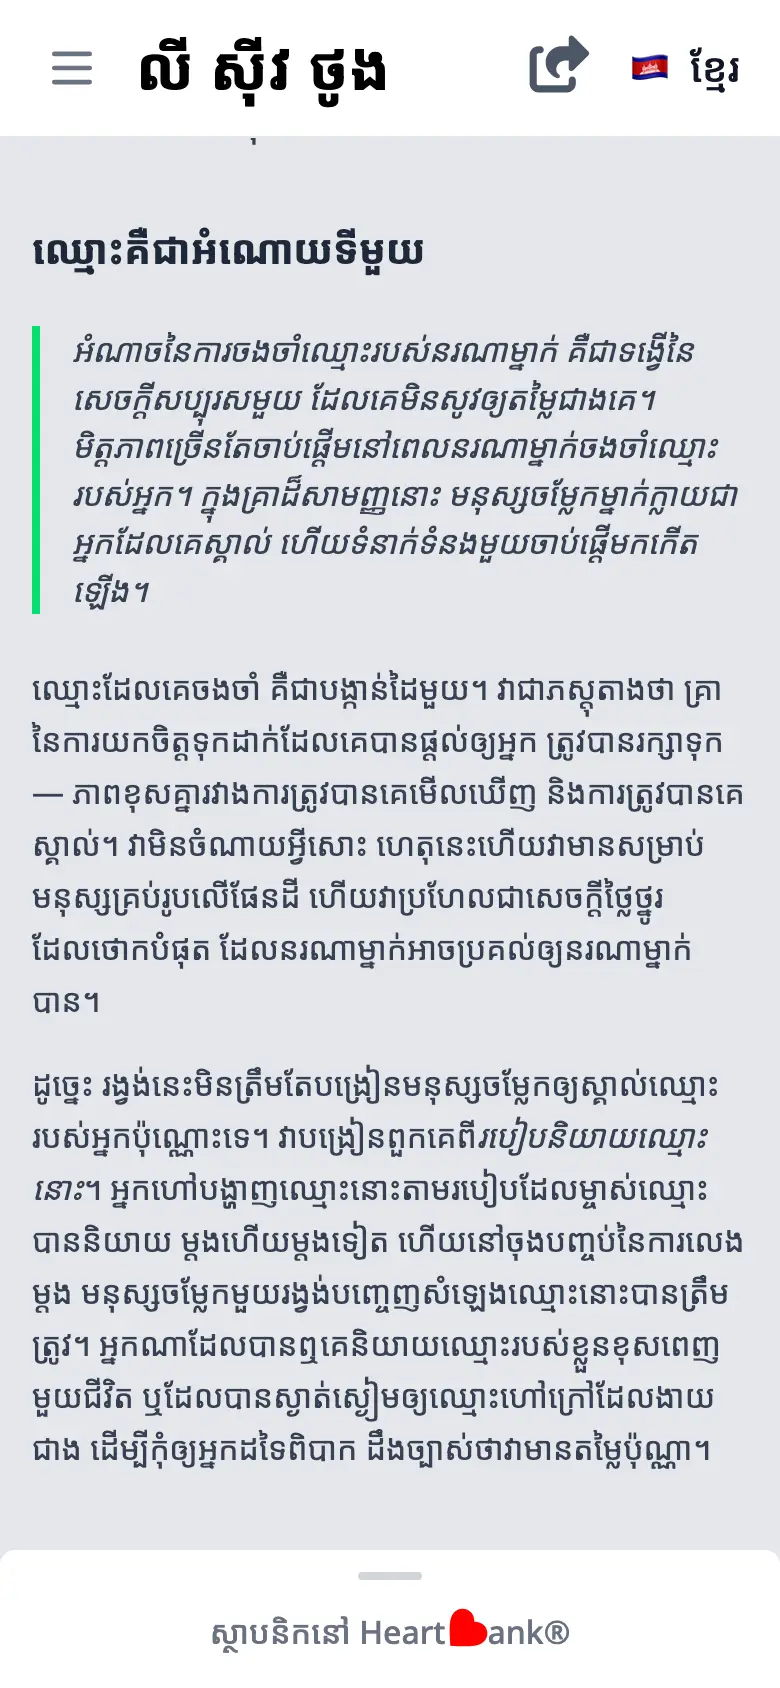 លី ស៊ីវ ថូង
ខ្មែរ
ឈ្មោះគឺជាអំណោយទីមួយ
អំណាចនៃការចងចាំឈ្មោះរបស់នរណាម្នាក់ គឺជាទង្វើនៃ
សេចក្ដីសប្បុរសមួយ ដែលគេមិនសូវឲ្យតម្លៃជាងគេ។
មិត្តភាពច្រើនតែចាប់ផ្ដើមនៅពេលនរណាម្នាក់ចងចាំឈ្មោះ
របស់អ្នក។ ក្នុងគ្រាដ៏សាមញ្ញនោះ មនុស្សចម្លែកម្នាក់ក្លាយជា
អ្នកដែលគេស្គាល់ ហើយទំនាក់ទំនងមួយចាប់ផ្ដើមកកើត
ឡើង។
ឈ្មោះដែលគេចងចាំ គឺជាបង្កាន់ដៃមួយ។ វាជាភស្តុតាងថា គ្រា
នៃការយកចិត្តទុកដាក់ដែលគេបានផ្ដល់ឲ្យអ្នក ត្រូវបានរក្សាទុក
— ភាពខុសគ្នារវាងការត្រូវបានគេមើលឃើញ និងការត្រូវបានគេ
ស្គាល់។ វាមិនចំណាយអ្វីសោះ ហេតុនេះហើយវាមានសម្រាប់
មនុស្សគ្រប់រូបលើផែនដី ហើយវាប្រហែលជាសេចក្ដីថ្លៃថ្នូរ
ដែលថោកបំផុត ដែលនរណាម្នាក់អាចប្រគល់ឲ្យនរណាម្នាក់
បាន។
ដូច្នេះ រង្វង់នេះមិនត្រឹមតែបង្រៀនមនុស្សចម្លែកឲ្យស្គាល់ឈ្មោះ
របស់អ្នកប៉ុណ្ណោះទេ។ វាបង្រៀនពួកគេពីរបៀបនិយាយឈ្មោះ
នោះ។ អ្នកហៅបង្ហាញឈ្មោះនោះតាមរបៀបដែលម្ចាស់ឈ្មោះ
បាននិយាយ ម្ដងហើយម្ដងទៀត ហើយនៅចុងបញ្ចប់នៃការលេង
ម្ដង មនុស្សចម្លែកមួយរង្វង់បញ្ចេញសំឡេងឈ្មោះនោះបានត្រឹម
ត្រូវ។ អ្នកណាដែលបានឮគេនិយាយឈ្មោះរបស់ខ្លួនខុសពេញ
មួយជីវិត ឬដែលបានស្ងាត់ស្ងៀមឲ្យឈ្មោះហៅក្រៅដែលងាយ
ជាង ដើម្បីកុំឲ្យអ្នកដទៃពិបាក ដឹងច្បាស់ថាវាមានតម្លៃប៉ុណ្ណា។
ស្ថាបនិកនៅ Heart ank®